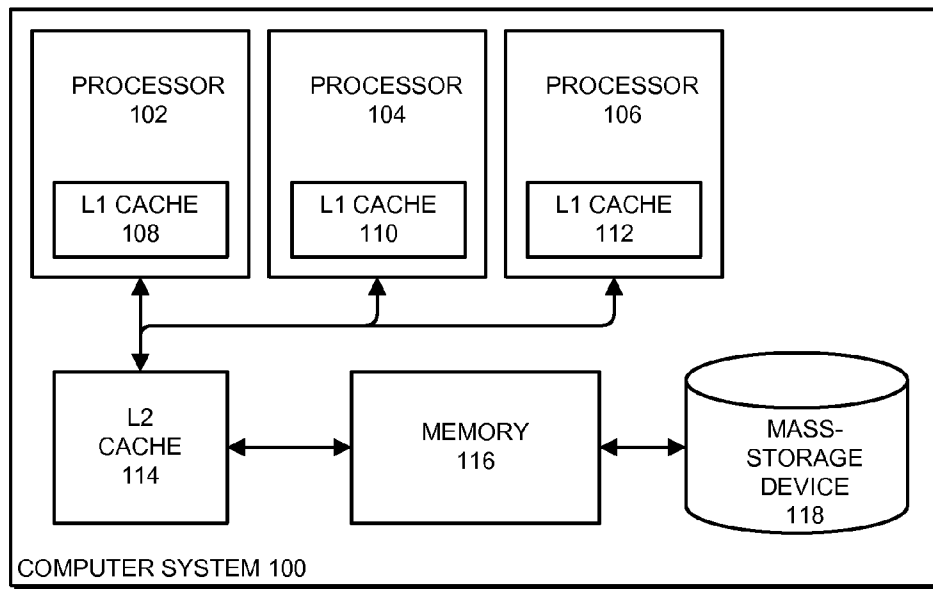 PROCESSOR
102
L1 CACHE
108
PROCESSOR
104
L1 CACHE
110
PROCESSOR
106
L1 CACHE
112
L2
CACHE
114
MEMORY
116
MASS-
STORAGE
DEVICE
118
COMPUTER SYSTEM 100